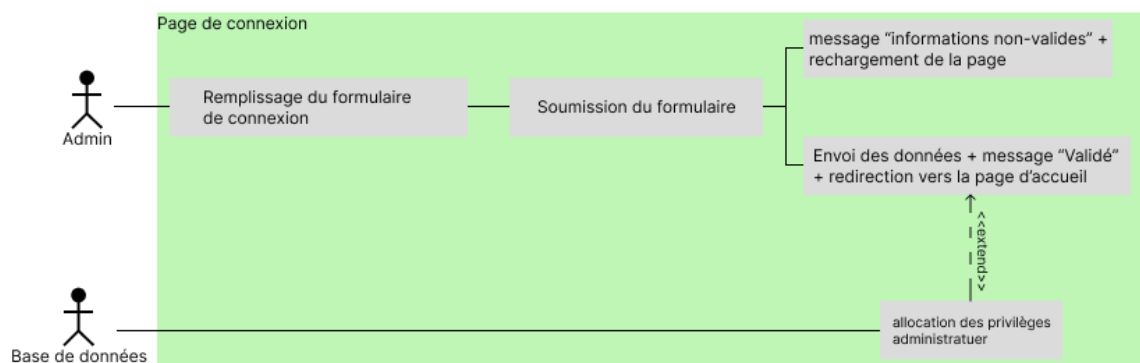 Page de connexion
message “informations non-valides” +
rechargement de la page
Remplissage du formulaire
de connexion
Soumission du formulaire
Admin
Envoi des données + message “Validé”
+ redirection vers la page d’accueil
<<extend>>
allocation des privilèges
administratuer
Base de données